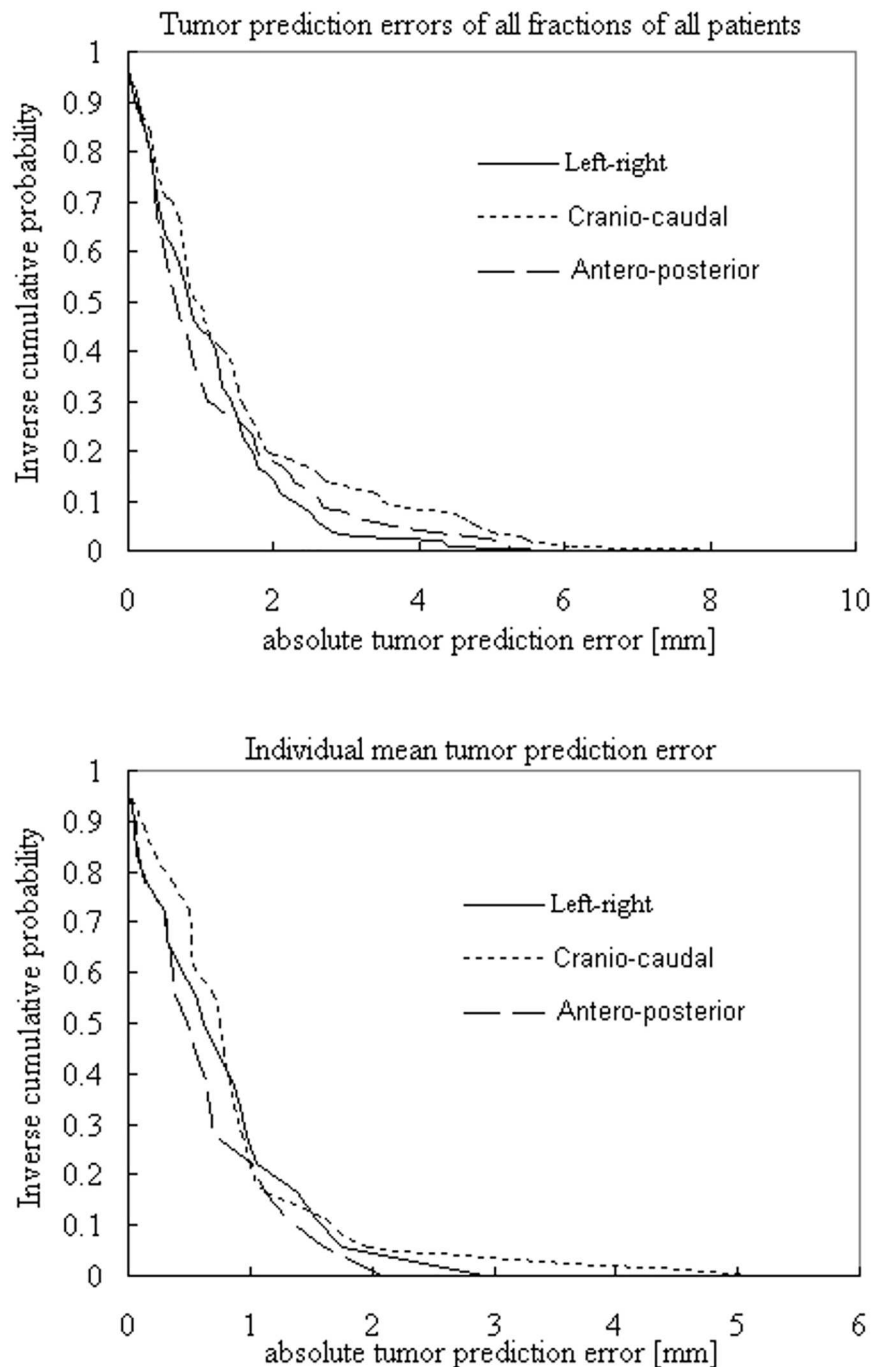 Tumor prediction errors of all fractions of all patients
Inverse cumulative probability
1
0.9
0.8
0.7
0.6
0.5
0.4
0.3
0.2
0.1
0
Left-right
Cranio-caudal
Antero-posterior
0 2 4 6 8 10
absolute tumor prediction error [mm]
Individual mean tumor prediction error
Inverse cumulative probability
1
0.9
0.8
0.7
0.6
0.5
0.4
0.3
0.2
0.1
0
Left-right
Cranio-caudal
Antero-posterior
0 1 2 3 4 5 6
absolute tumor prediction error [mm]